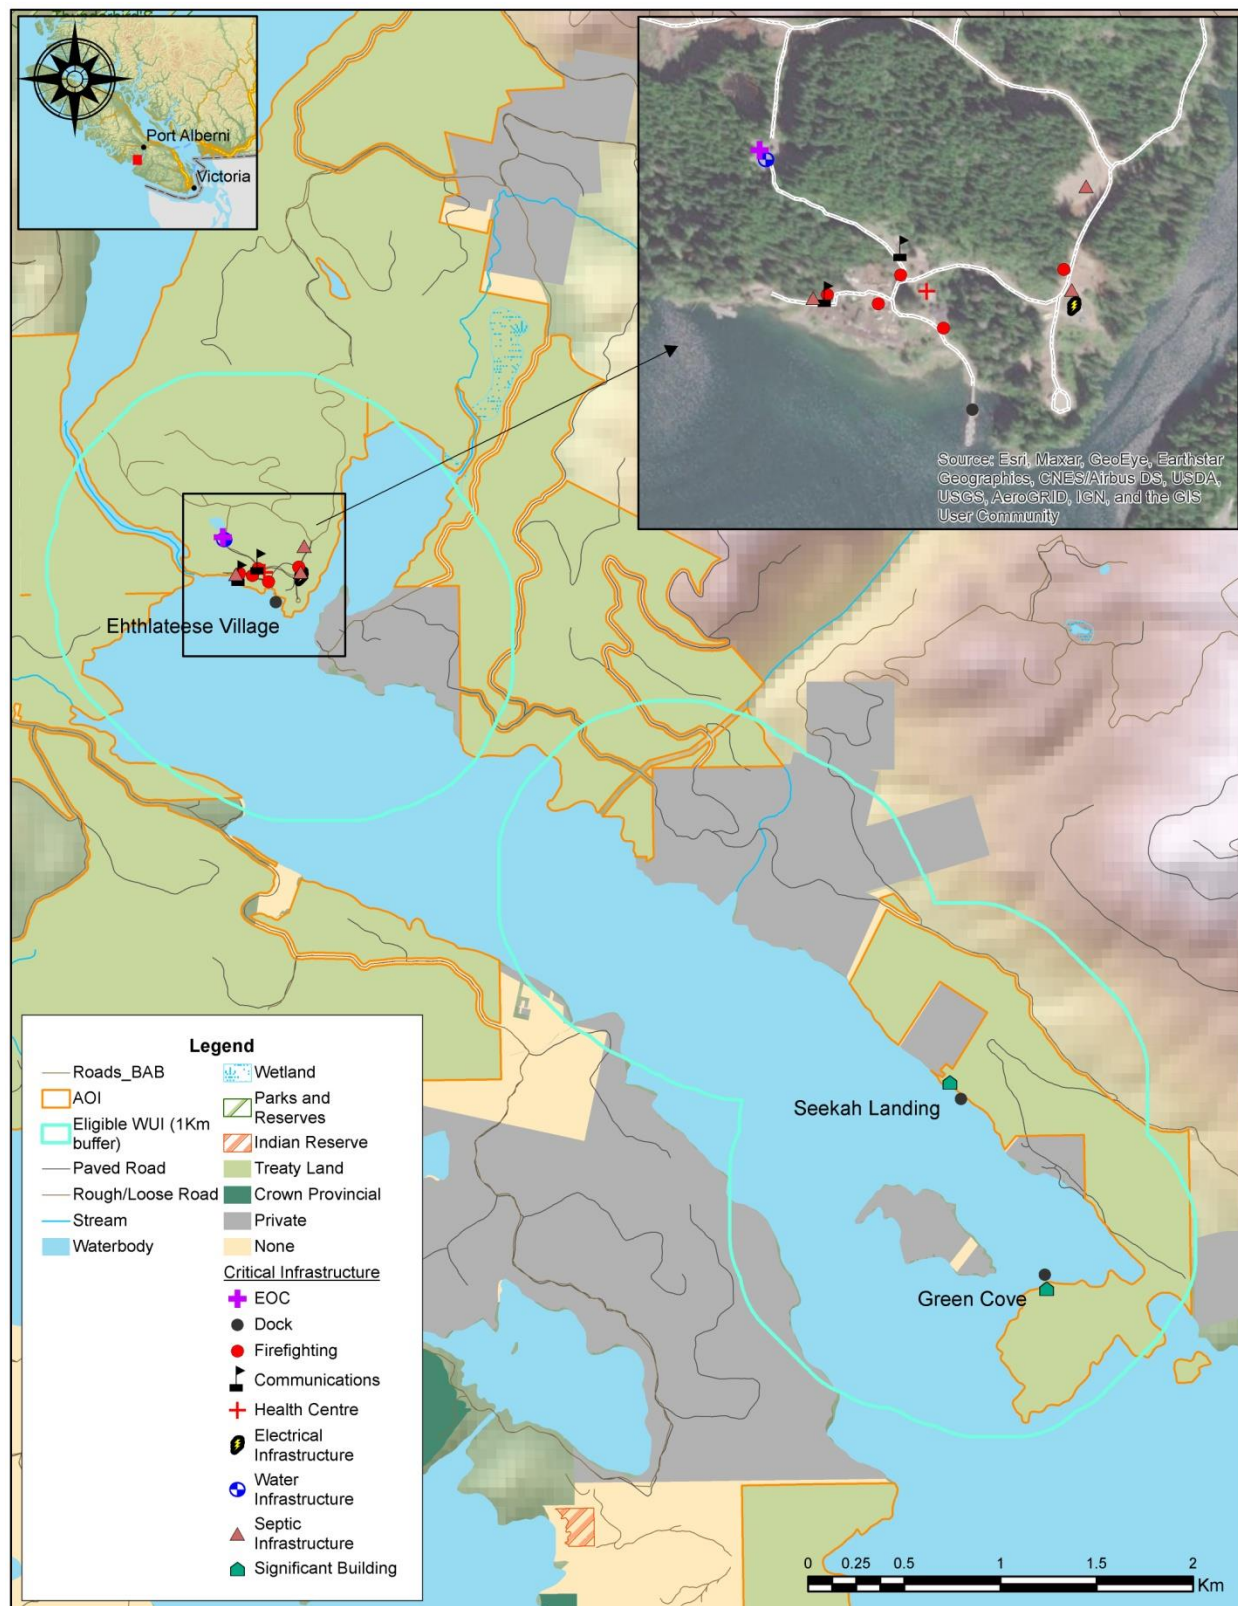 Port Alberni
Victoria
Source: Esri, Maxar, GeoEye, Earthstar
Geographics, CNES/Airbus DS, USDA,
USGS, AeroGRID, IGN, and the GIS
User Community
Ehthlateese Village
Seekah Landing
Green Cove
Legend
Roads_BAB
AOI
Eligible WUI (1Km
buffer)
Paved Road
Rough/Loose Road
Stream
Waterbody
Wetland
Parks and
Reserves
Indian Reserve
Treaty Land
Crown Provincial
Private
None
Critical Infrastructure
EOC
Dock
Firefighting
Communications
Health Centre
Electrical
Infrastructure
Water
Infrastructure
Septic
Infrastructure
Significant Building
0 0.25 0.5 1 1.5 2
Km